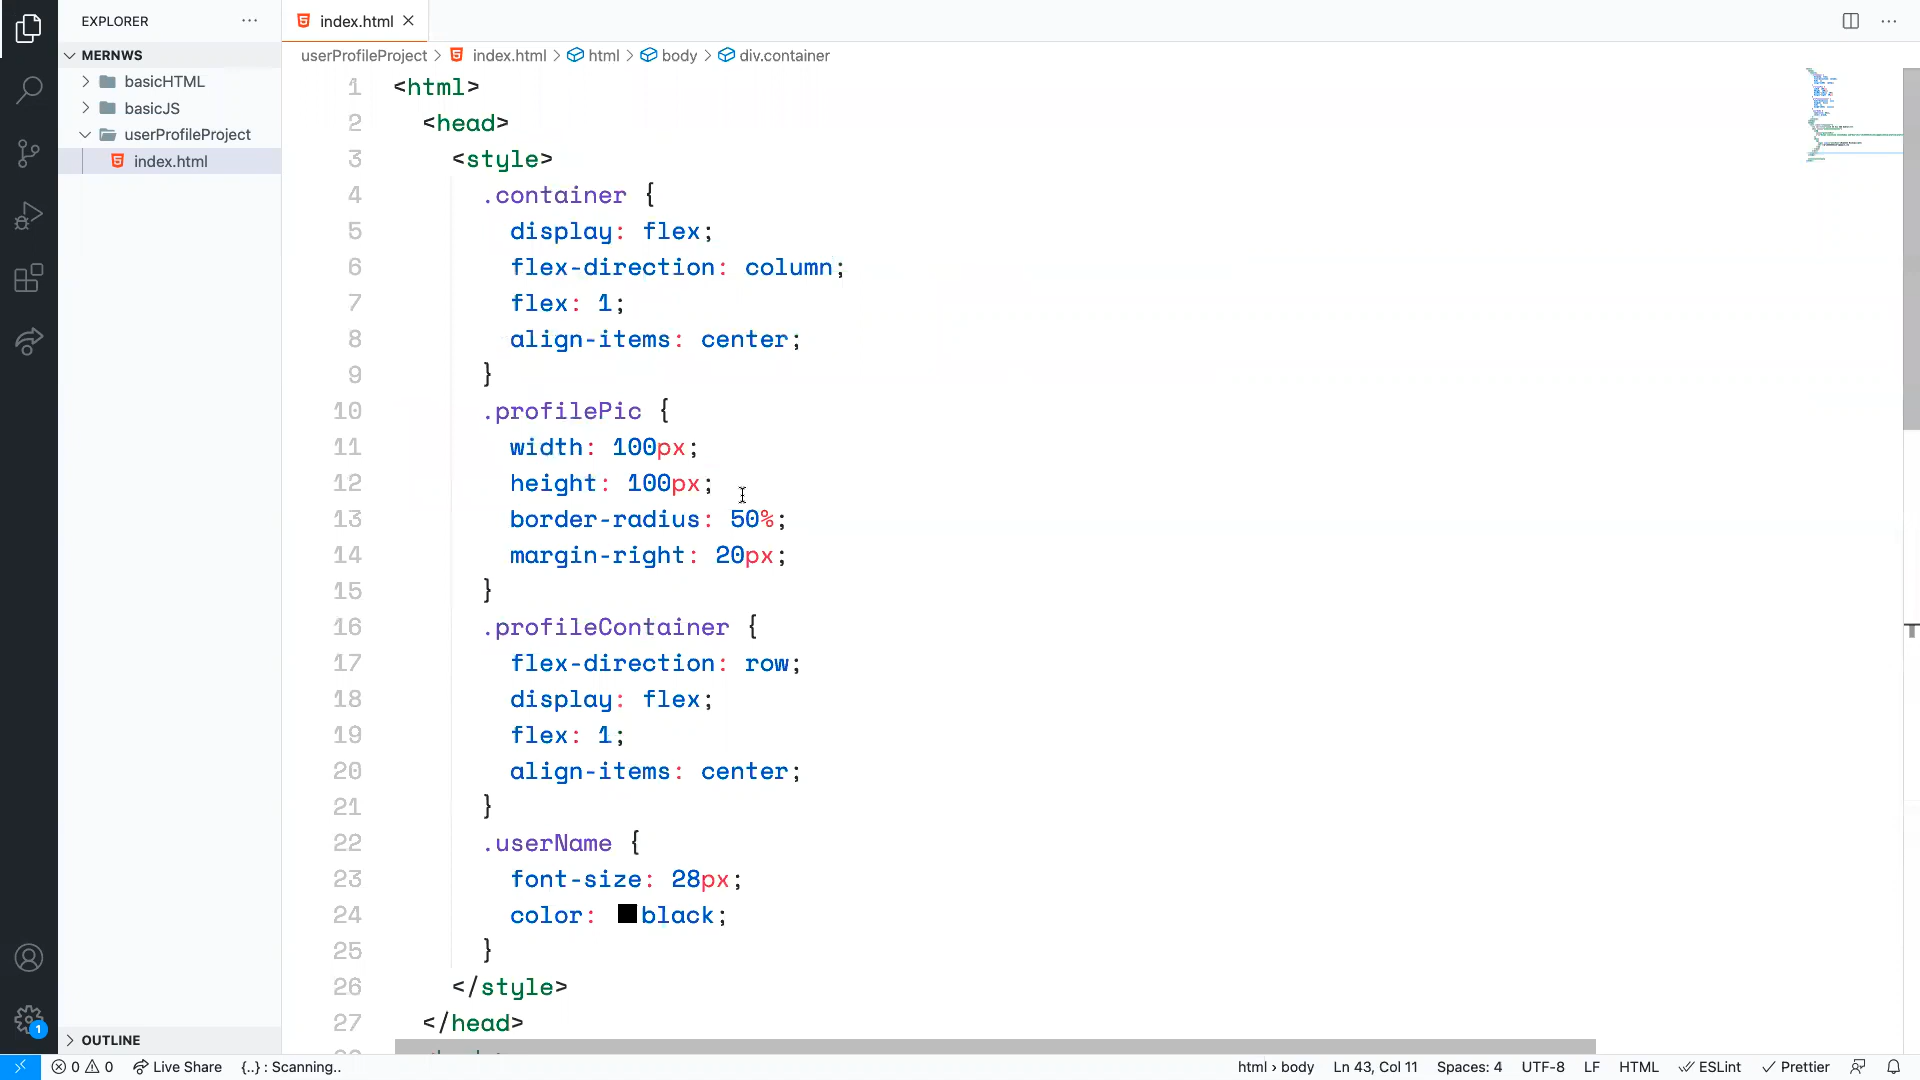 EXPLORER
index.html
MERNWS
userProfileProject > index.html > html > body > div.container
basicHTML
basicJS
userProfileProject
index.html
1 <html>
2 <head>
3 <style>
4 .container {
5 display: flex;
6 flex-direction: column;
7 flex: 1;
8 align-items: center;
9 }
10 .profilePic {
11 width: 100px;
12 height: 100px;
13 border-radius: 50%;
14 margin-right: 20px;
15 }
16 .profileContainer {
17 flex-direction: row;
18 display: flex;
19 flex: 1;
20 align-items: center;
21 }
22 .userName {
23 font-size: 28px;
24 color: black;
25 }
26 </style>
27 </head>
OUTLINE
1
0 0 Live Share {..} : Scanning.. html › body Ln 43, Col 11 Spaces: 4 UTF-8 LF HTML ESLint Prettier